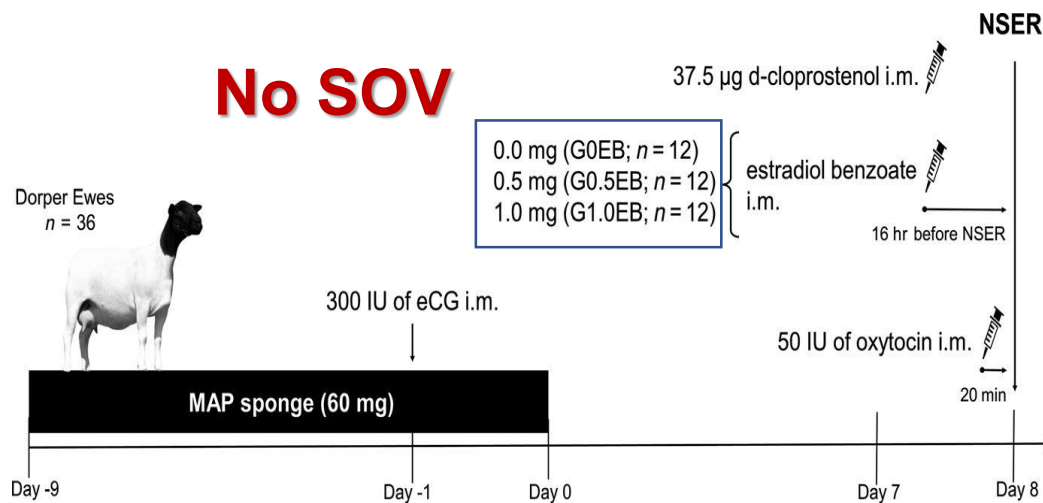 NSER
No SOV
37.5 µg d-cloprostenol i.m.
0.0 mg (G0EB; n = 12)
0.5 mg (G0.5EB; n = 12)
1.0 mg (G1.0EB; n = 12)
estradiol benzoate
i.m.
Dorper Ewes
n = 36
16 hr before NSER
300 IU of eCG i.m.
50 IU of oxytocin i.m.
20 min
MAP sponge (60 mg)
Day -9
Day -1
Day 0
Day 7
Day 8